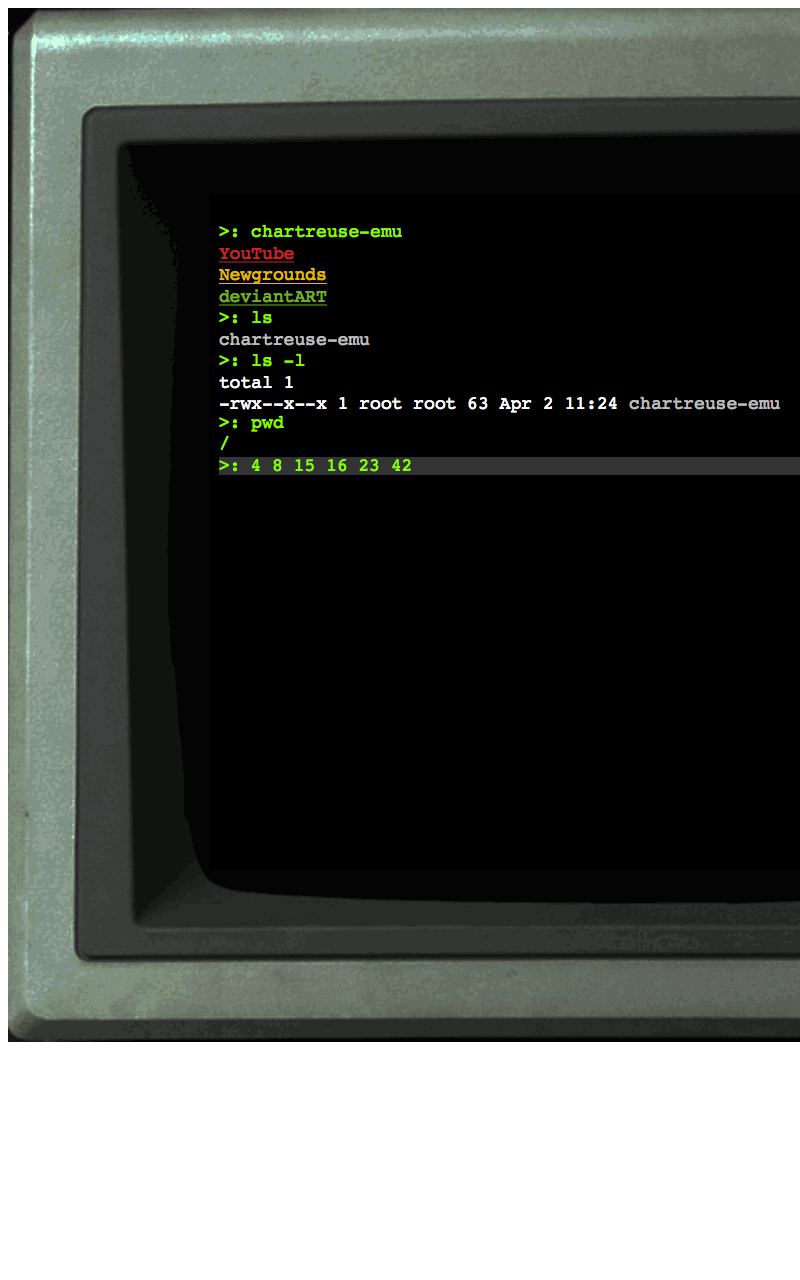 >: chartreuse-emu
YouTube
Newgrounds
deviantART
>: ls
chartreuse-emu
>: ls -l
total 1
-rwx--x--x 1 root root 63 Apr 2 11:24 chartreuse-emu
>: pwd
/
>: 4 8 15 16 23 42